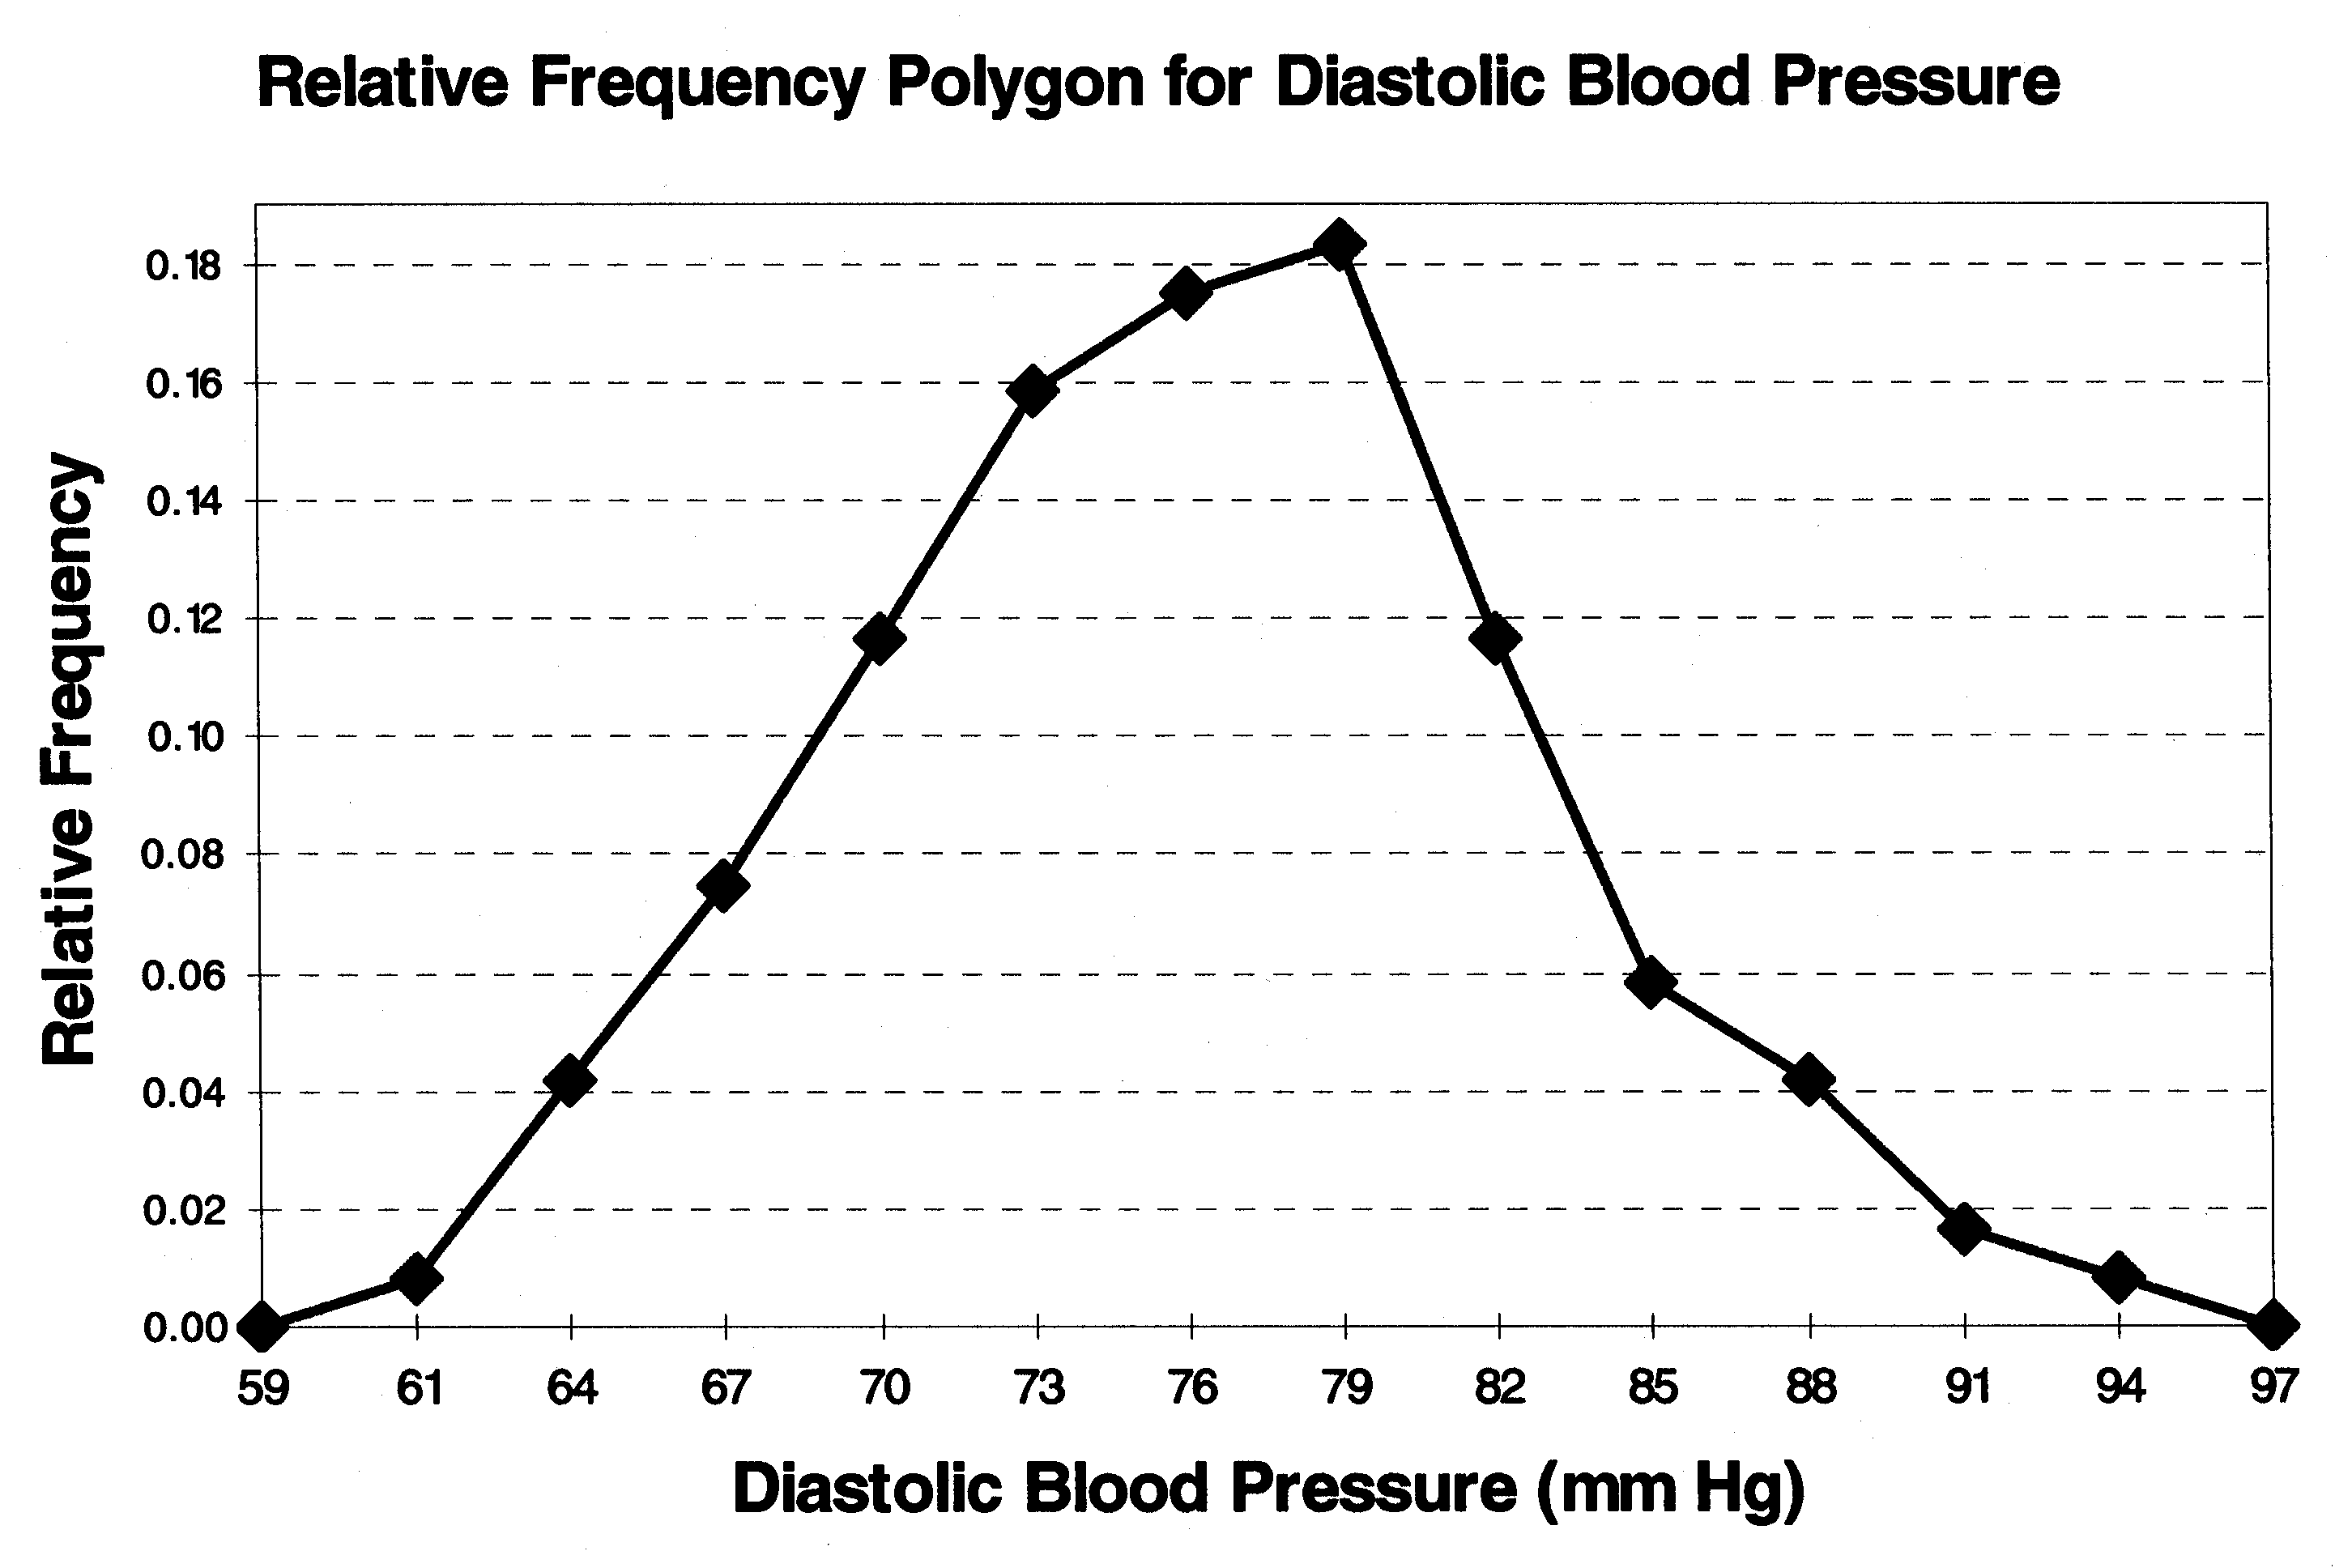 Relative Frequency Polygon for Diastolic Blood Pressure
Relative Frequency
0.18
0.16
0.14
0.12
0.10
0.08
0.06
0.04
0.02
0.00
59 61 64 67 70 73 76 79 82 85 88 91 94 97
Diastolic Blood Pressure (mm Hg)